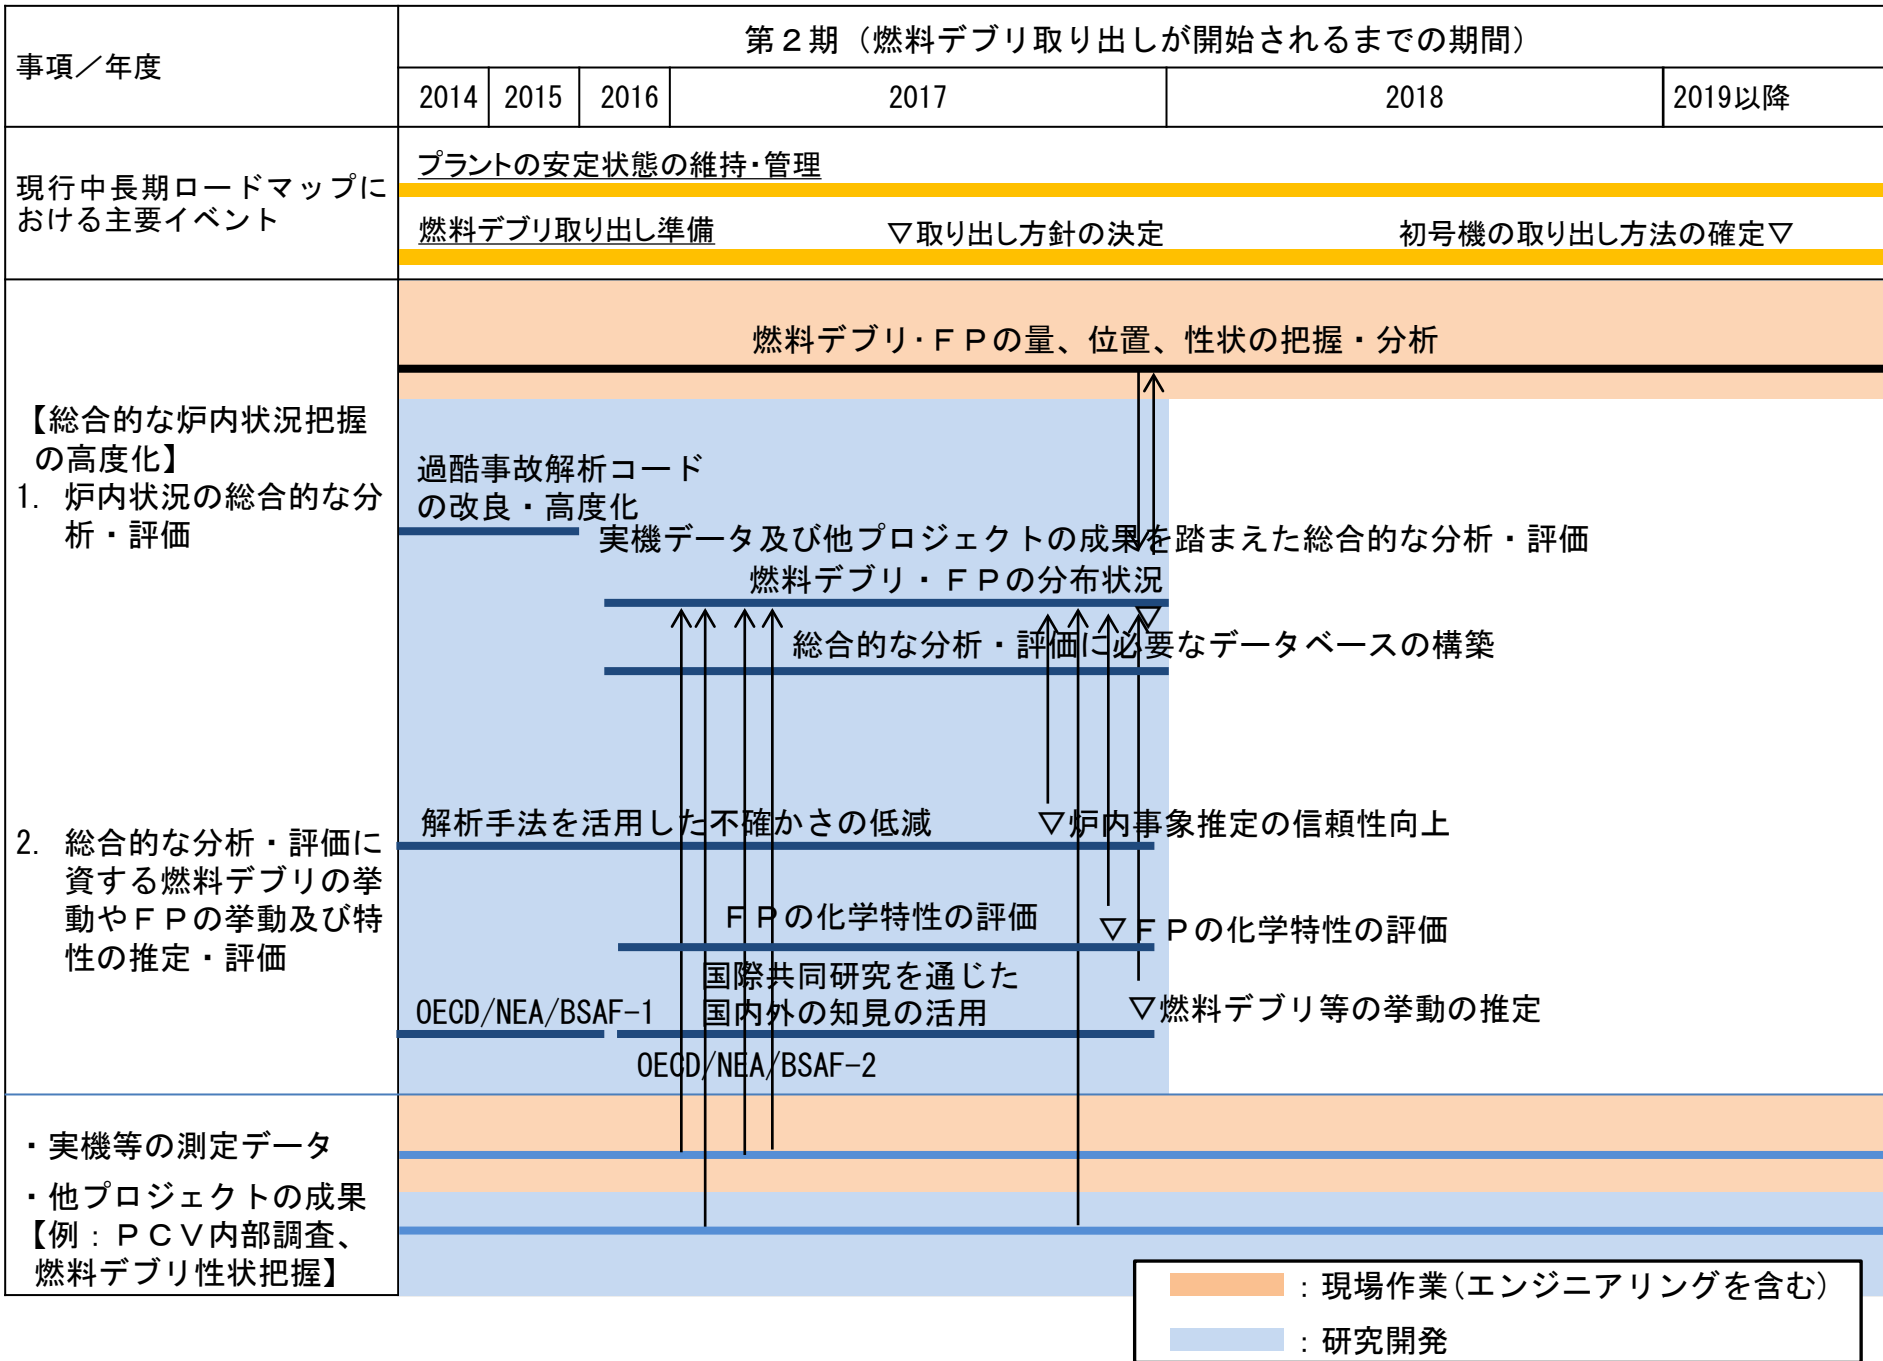 事項／年度
第２期（燃料デブリ取り出しが開始されるまでの期間）
2014
2015
2016
2017
2018
2019以降
現行中長期ロードマップに
おける主要イベント
プラントの安定状態の維持・管理
燃料デブリ取り出し準備
▽取り出し方針の決定
初号機の取り出し方法の確定▽
燃料デブリ・ＦＰの量、位置、性状の把握・分析
【総合的な炉内状況把握
の高度化】
1. 炉内状況の総合的な分
析・評価
過酷事故解析コード
の改良・高度化
実機データ及び他プロジェクトの成果を踏まえた総合的な分析・評価
燃料デブリ・ＦＰの分布状況
▽
総合的な分析・評価に必要なデータベースの構築
2. 総合的な分析・評価に
資する燃料デブリの挙
動やＦＰの挙動及び特
性の推定・評価
解析手法を活用した不確かさの低減
▽炉内事象推定の信頼性向上
ＦＰの化学特性の評価
▽ＦＰの化学特性の評価
国際共同研究を通じた
国内外の知見の活用
OECD/NEA/BSAF-1
▽燃料デブリ等の挙動の推定
OECD/NEA/BSAF-2
・実機等の測定データ
・他プロジェクトの成果
【例：ＰＣＶ内部調査、
燃料デブリ性状把握】
：現場作業(エンジニアリングを含む)
：研究開発